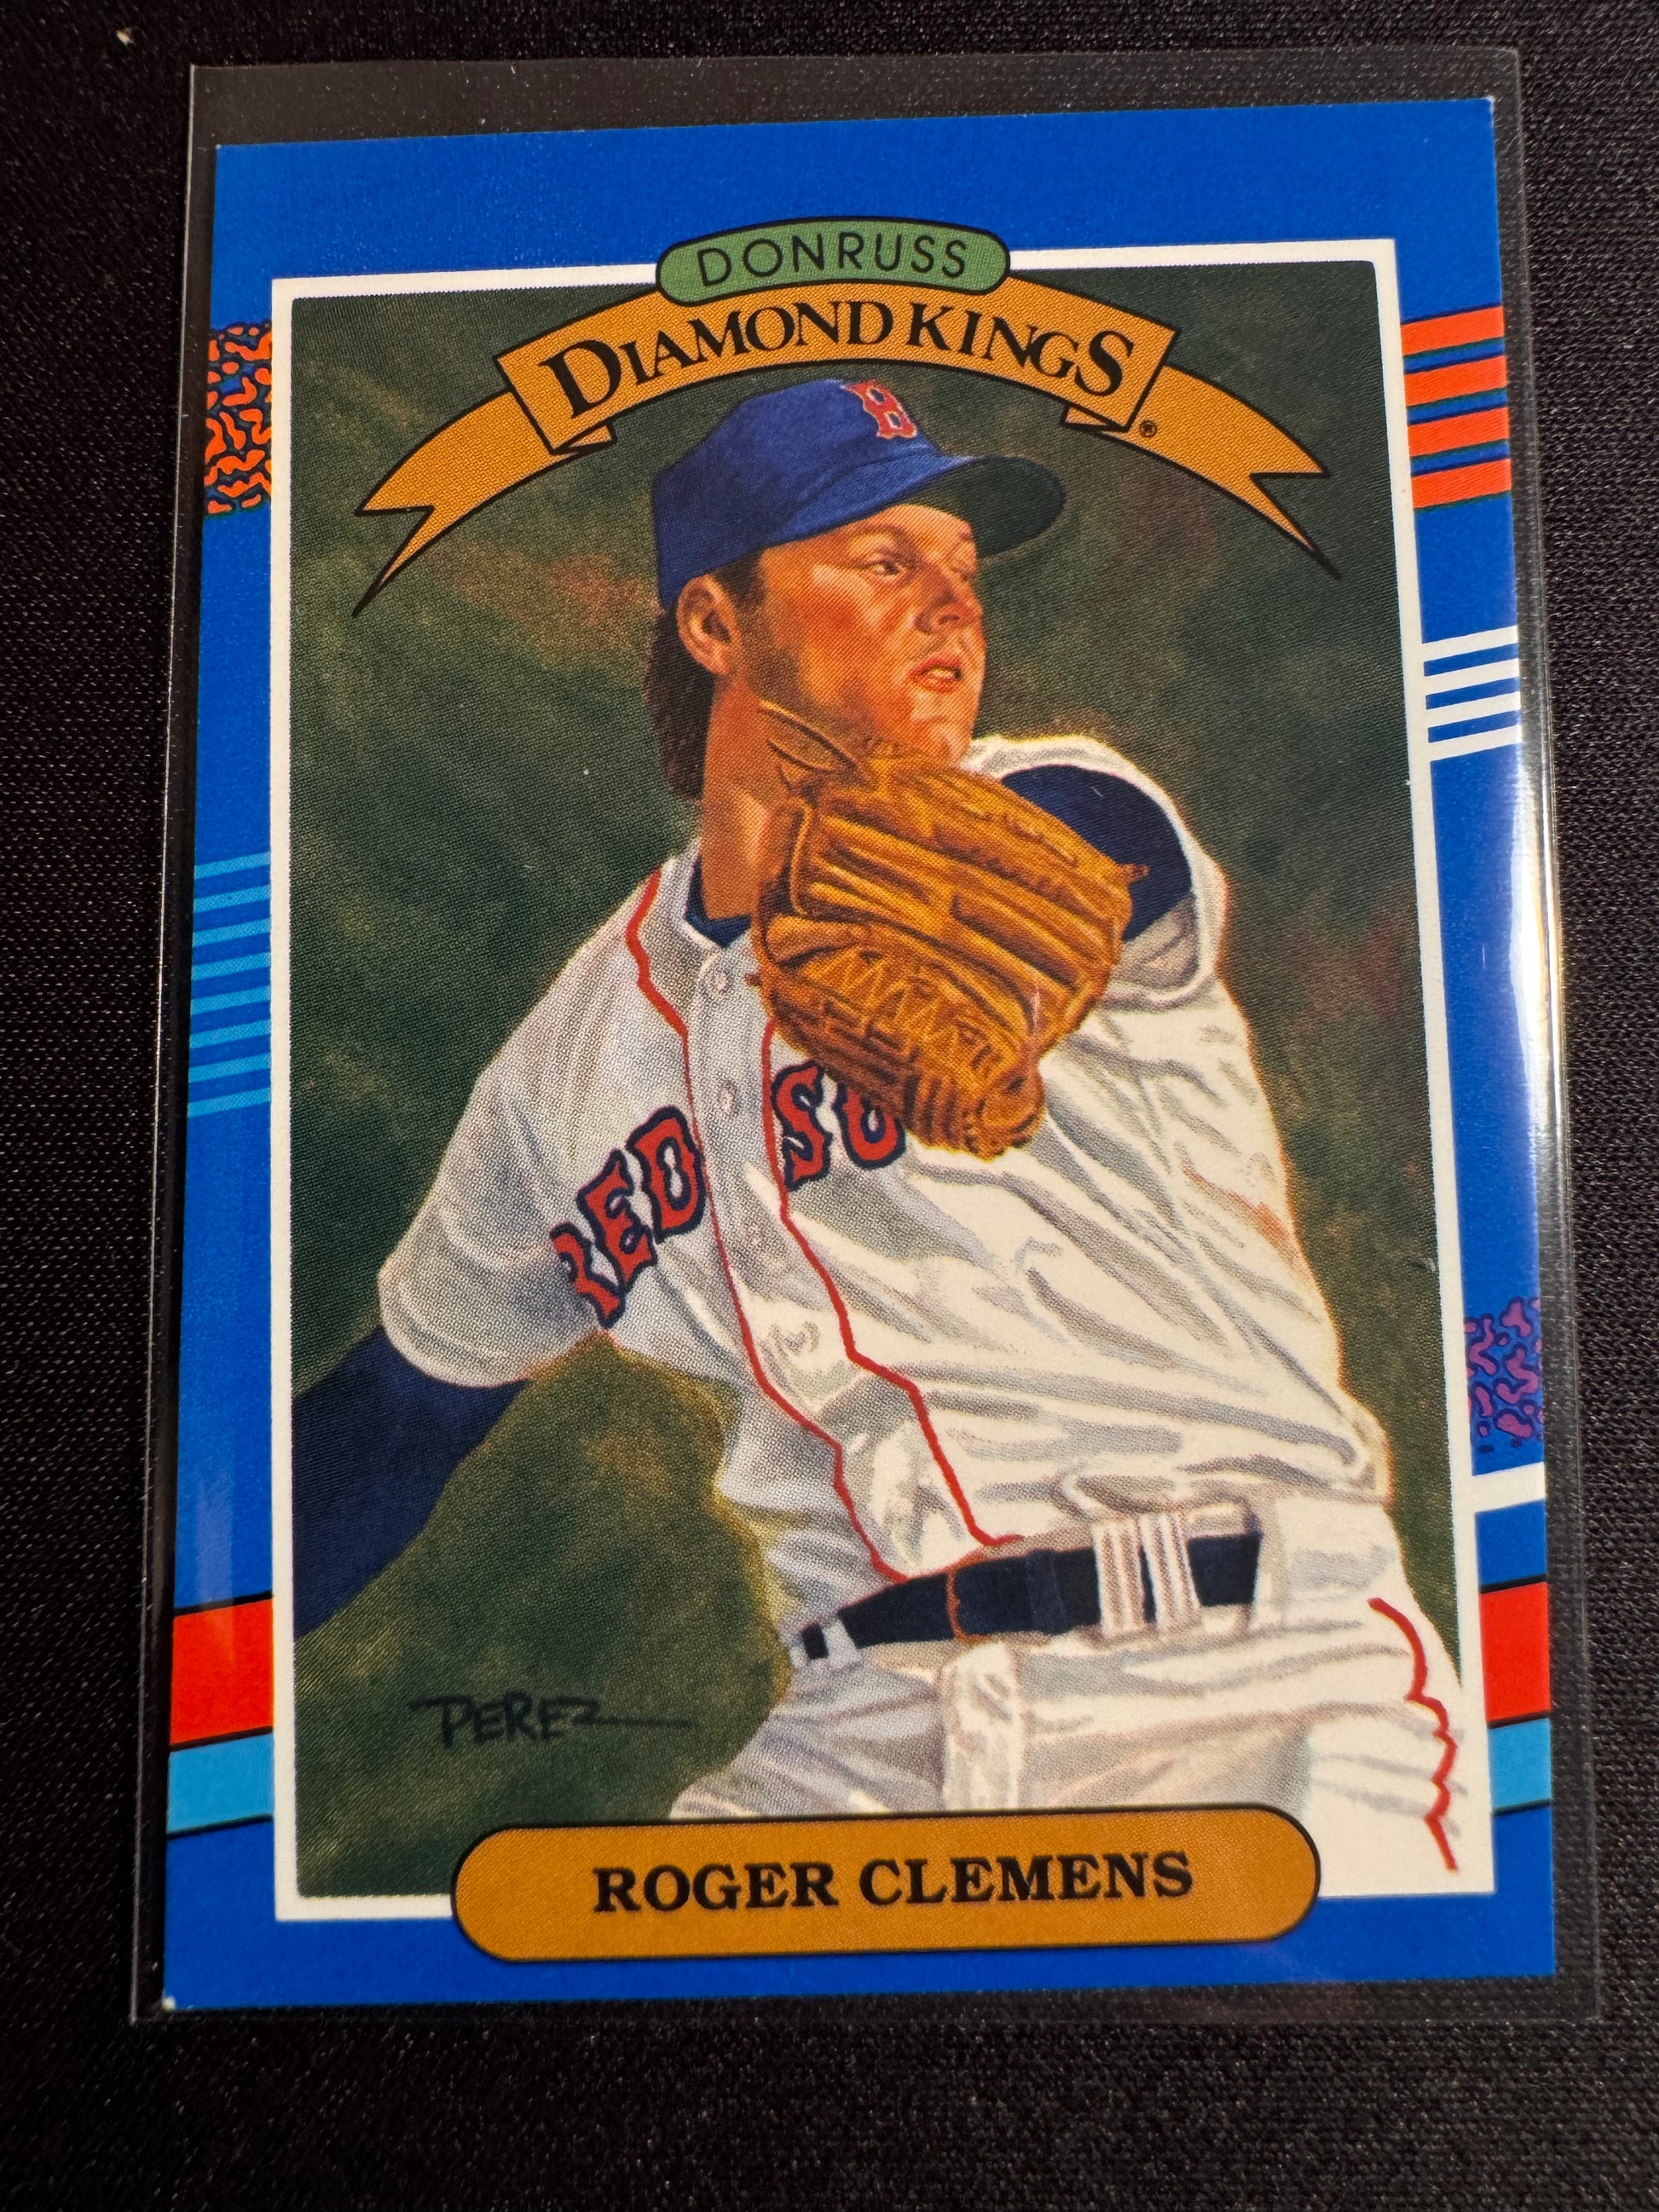 DONRUSS
DIAMOND KINGS®
B
RED SO
PEREZ
ROGER CLEMENS